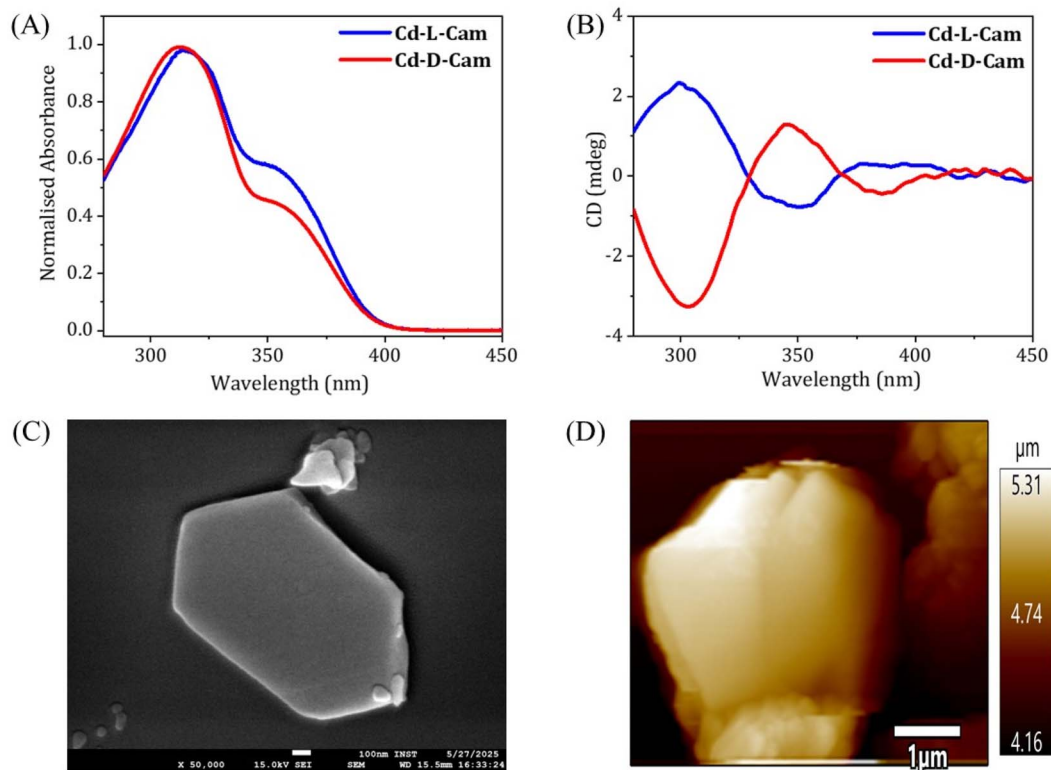 (A)
Cd-L-Cam
Cd-D-Cam
Normalised Absorbance
1.0
0.8
0.6
0.4
0.2
0.0
300 350 400 450
Wavelength (nm)
(B)
Cd-L-Cam
Cd-D-Cam
CD (mdeg)
4
2
0
-2
-4
300 350 400 450
Wavelength (nm)
(C)
100nm INST 5/27/2025
X 50,000 15.0kV SEI SEM WD 15.5mm 16:33:24
(D)
1µm
µm
5.31
4.74
4.16